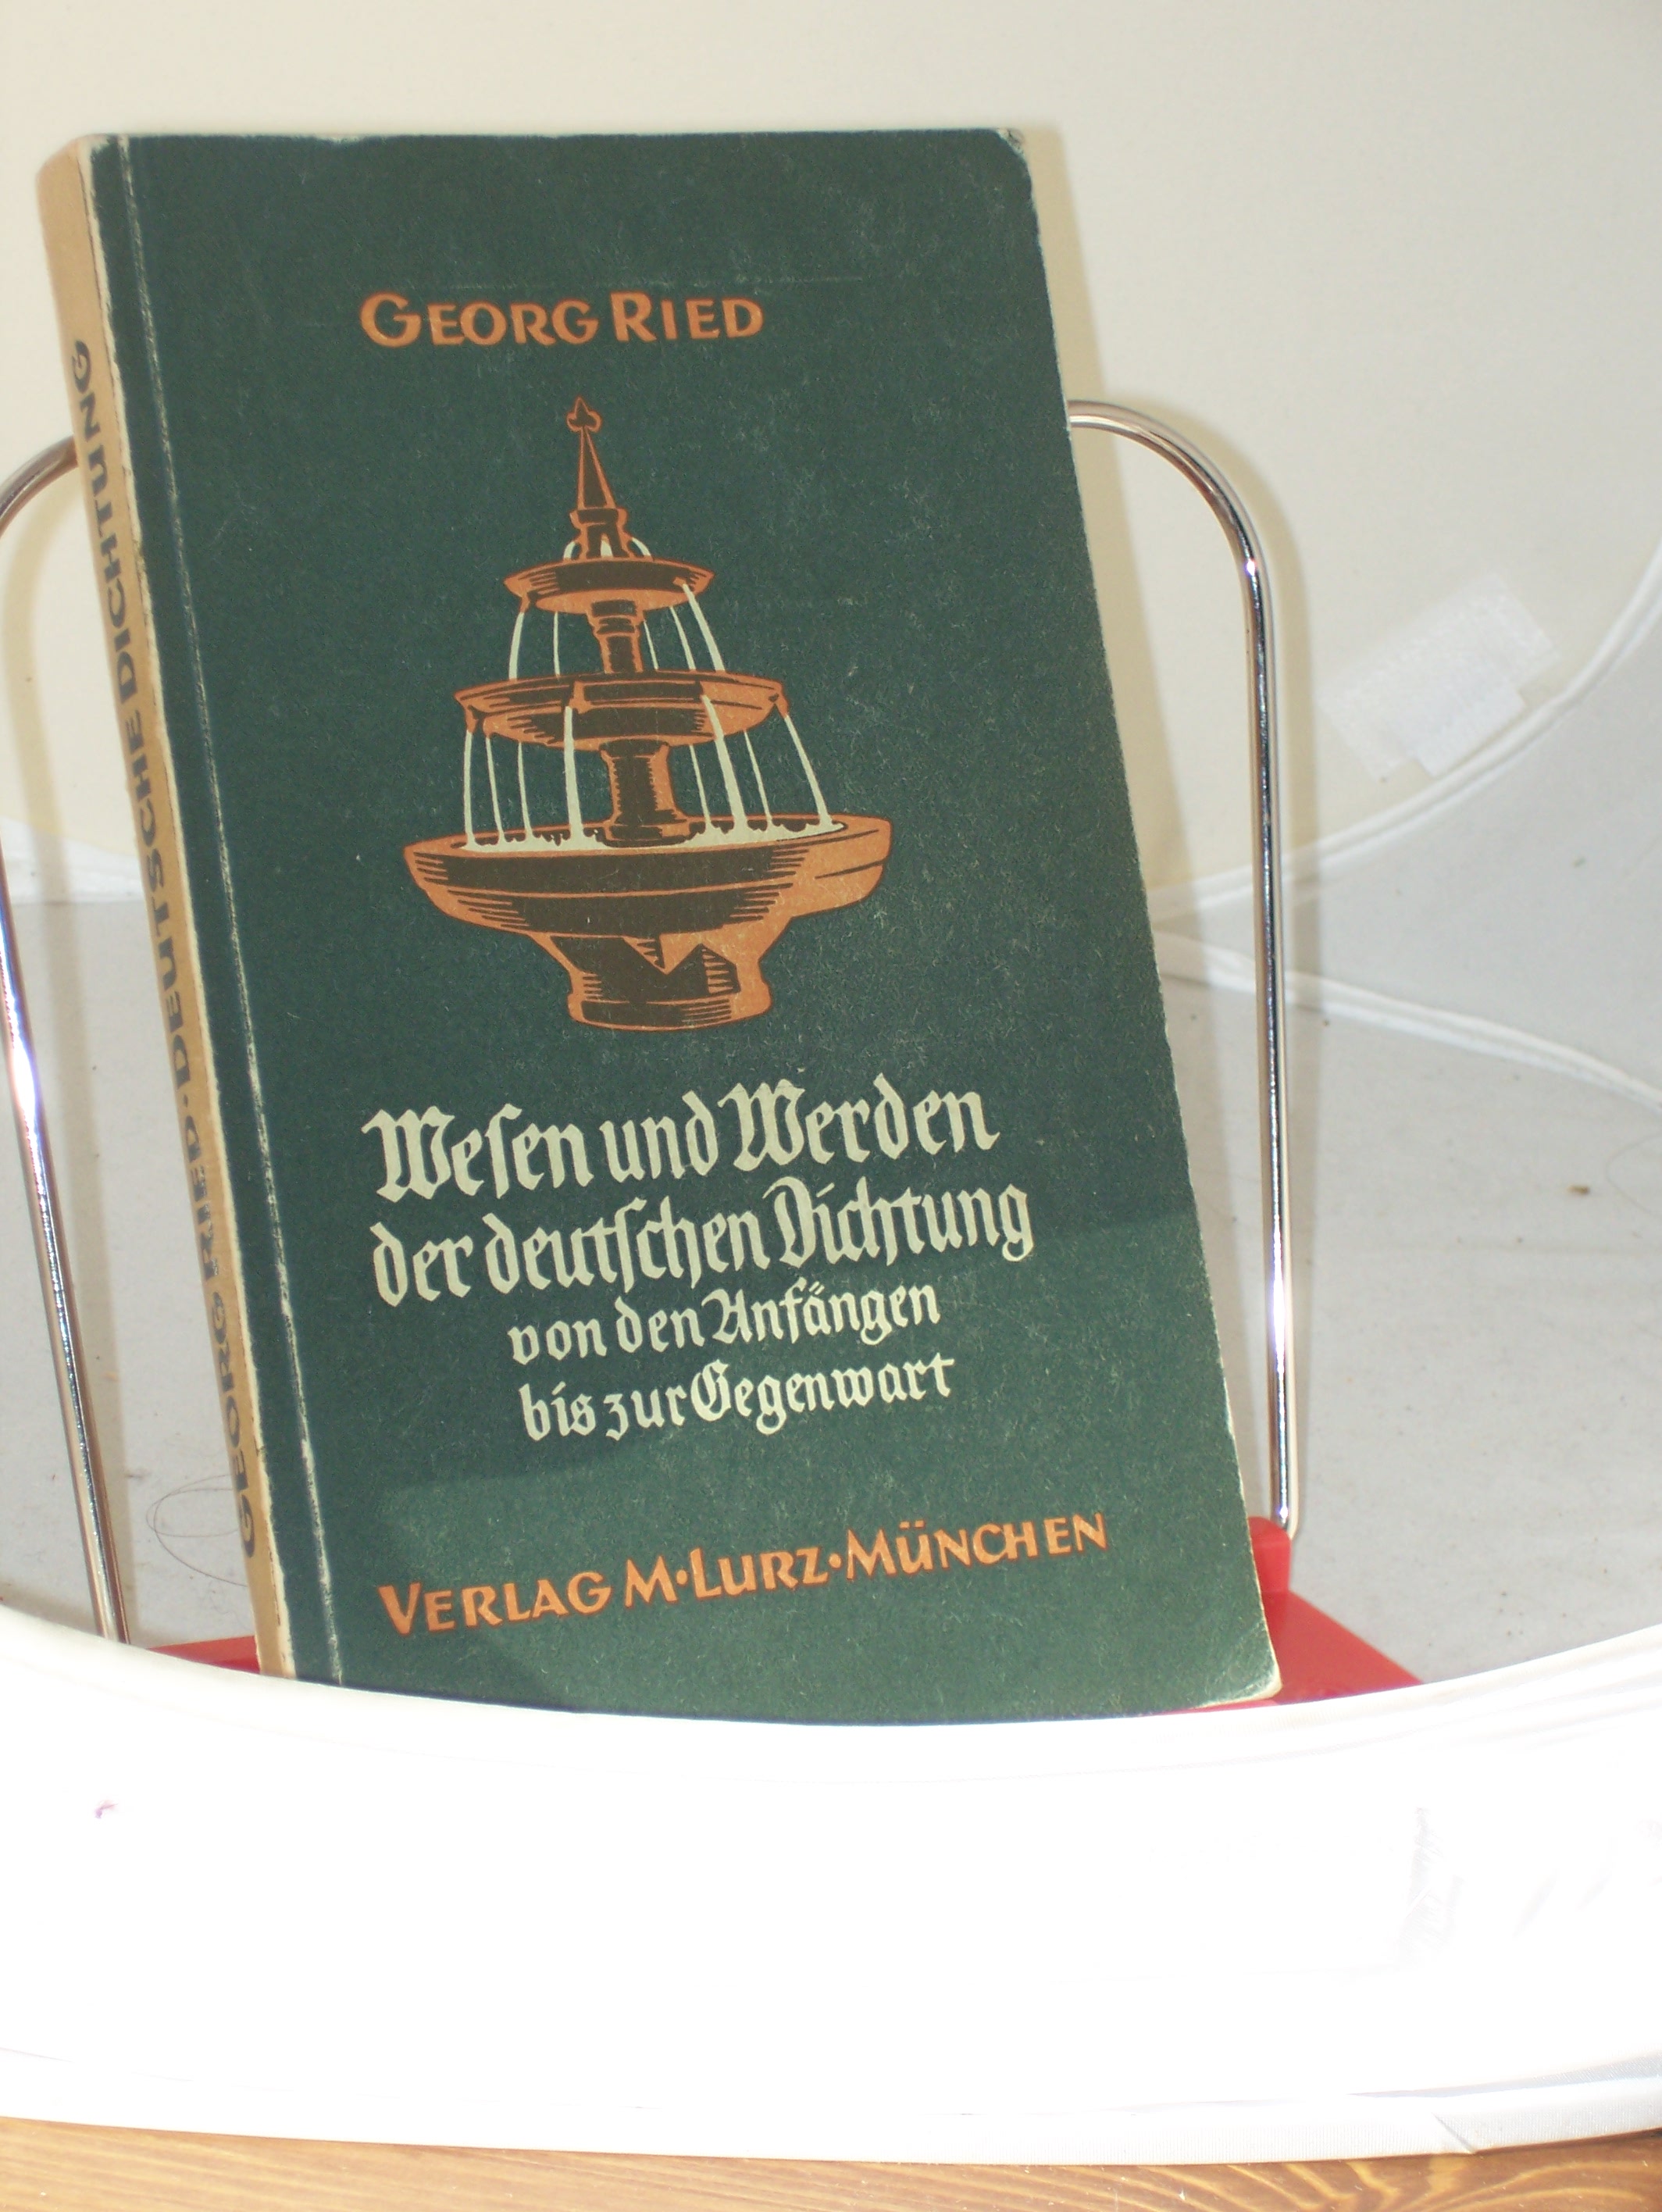 GEORG RIED
Wesen und Werden
der deutschen Dichtung
von den Anfängen
bis zur Gegenwart
VERLAG M·LURZ·MÜNCHEN
GEORG RIED·DEUTSCHE DICHTUNG